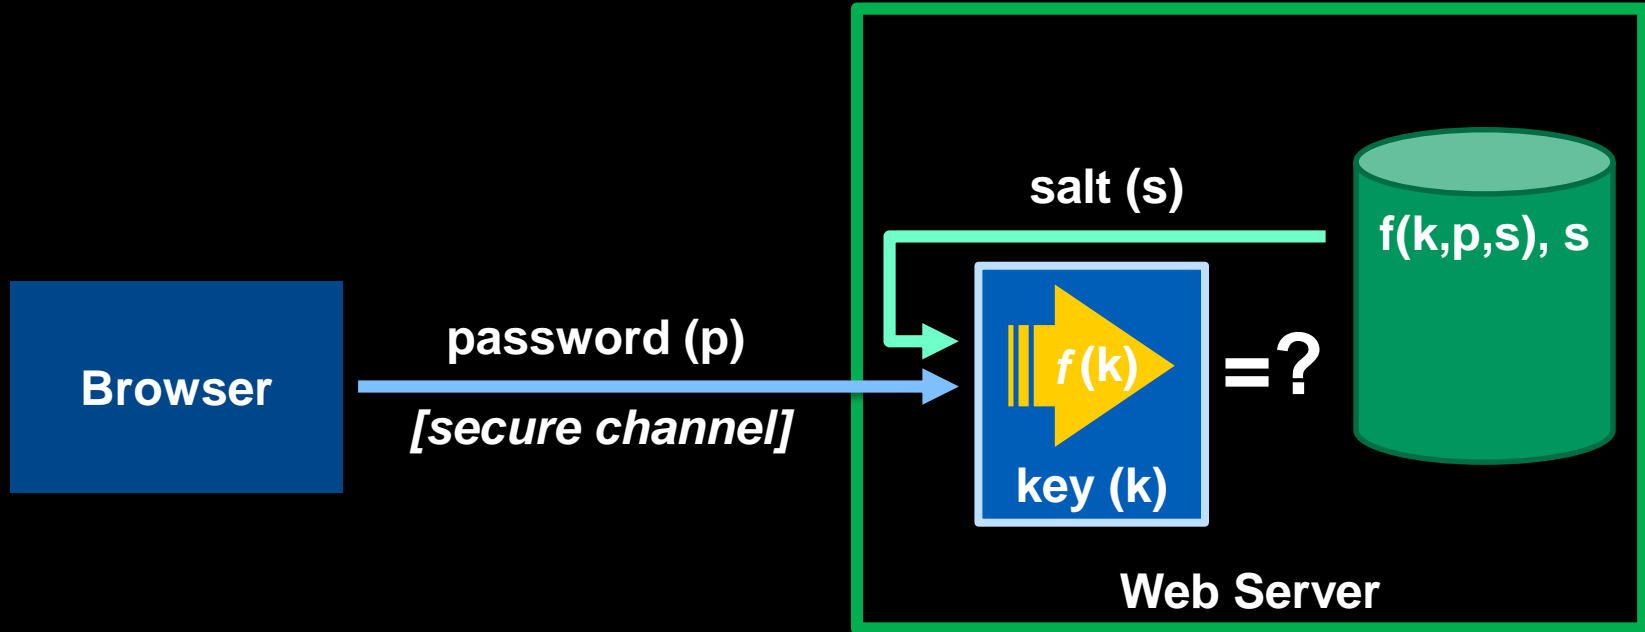 salt (s)
f(k,p,s), s
password (p)
Browser
f (k)
=?
[secure channel]
key (k)
Web Server